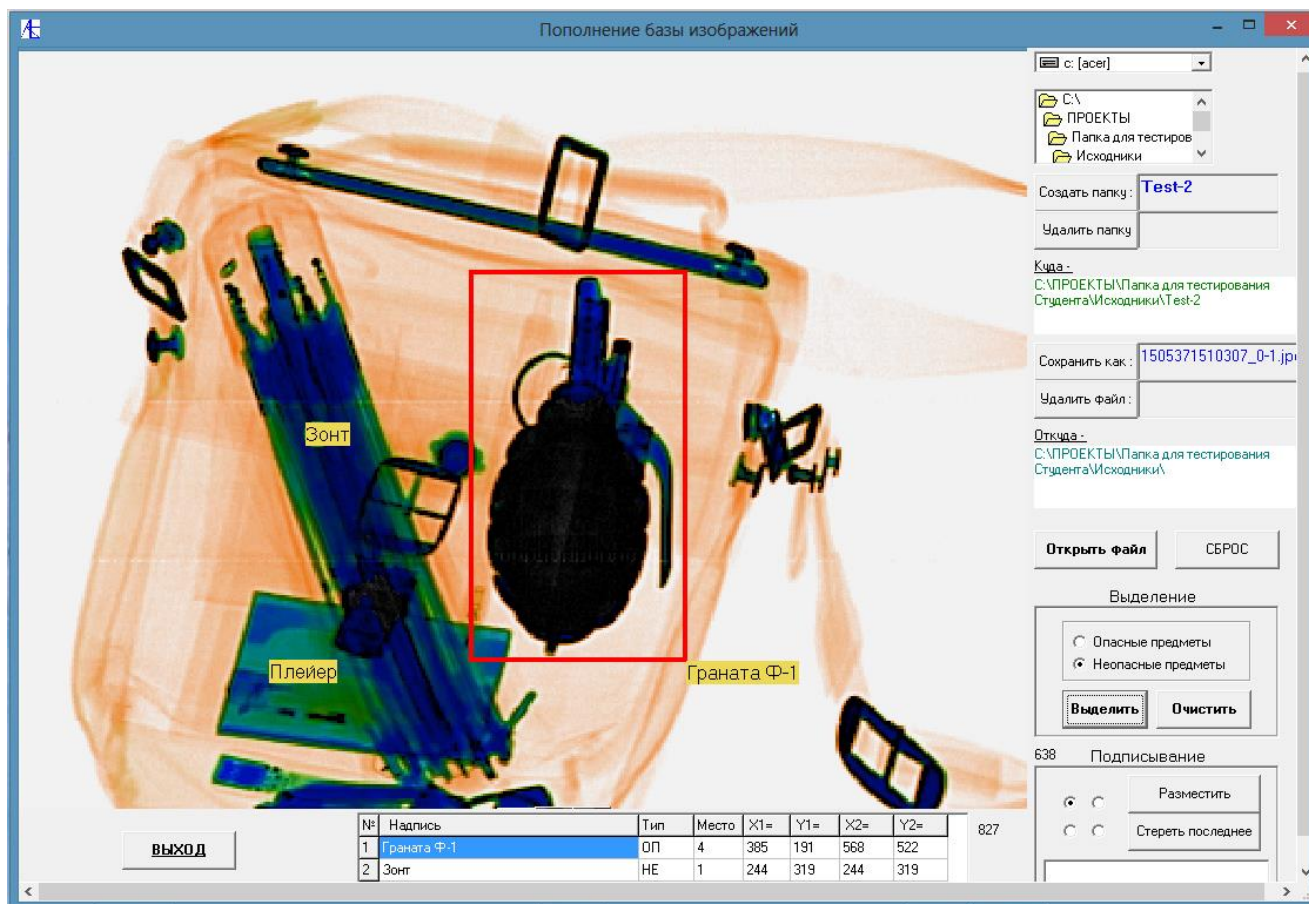 Пополнение базы изображений
c: [acer]
C:\
ПРОЕКТЫ
Папка для тестиров
Исходники
Создать папку :
Test-2
Удалить папку
Куда -
C:\ПРОЕКТЫ\Папка для тестирования
Студента\Исходники\Test-2
Сохранить как :
1505371510307_0-1.jp
Удалить файл :
Откуда -
C:\ПРОЕКТЫ\Папка для тестирования
Студента\Исходники\
Открыть файл
СБРОС
Выделение
Опасные предметы
Неопасные предметы
Выделить
Очистить
638
Подписывание
Разместить
Стереть последнее
Зонт
Плейер
Граната Ф-1
ВЫХОД
№ Надпись Тип Место X1= Y1= X2= Y2=
1 Граната Ф-1 ОП 4 385 191 568 522
2 Зонт НЕ 1 244 319 244 319
827